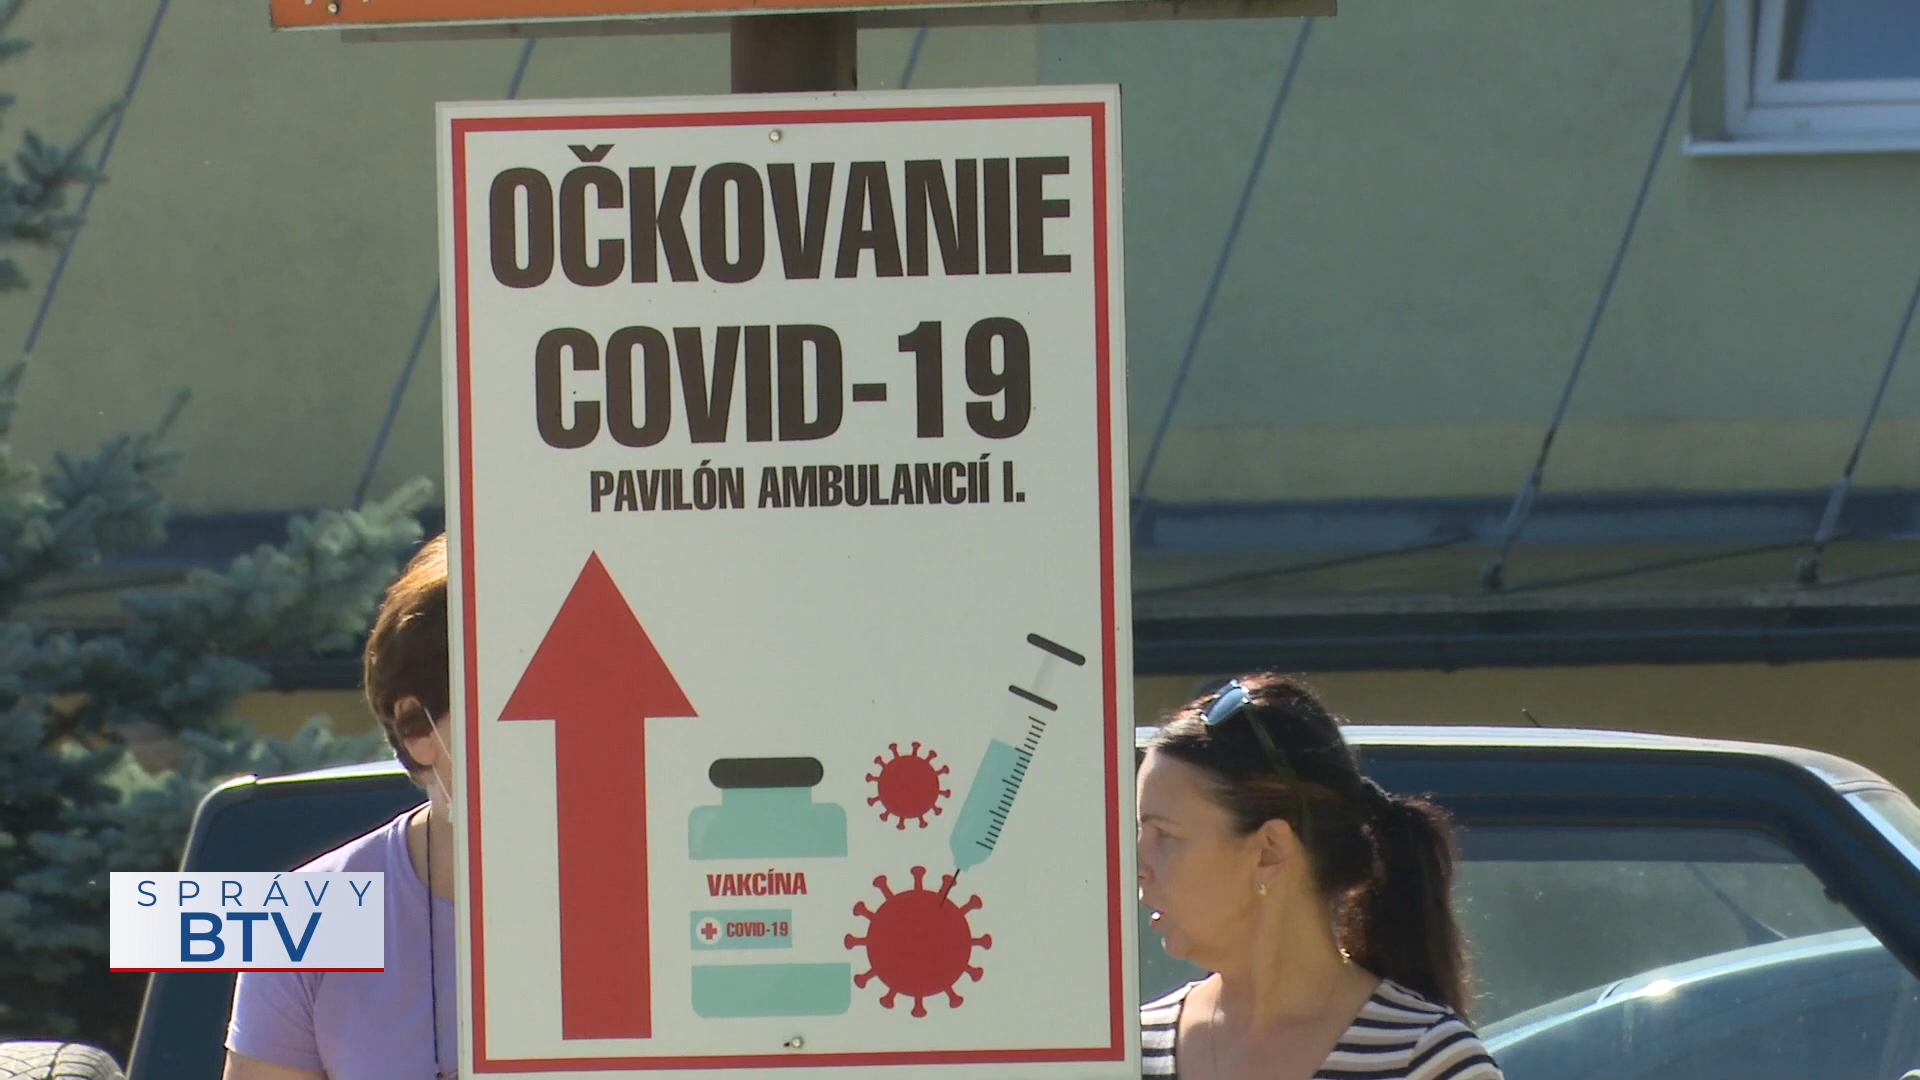 OČKOVANIE
COVID-19
PAVILÓN AMBULANCIÍ I.
VAKCÍNA
COVID-19
SPRÁVY
BTV